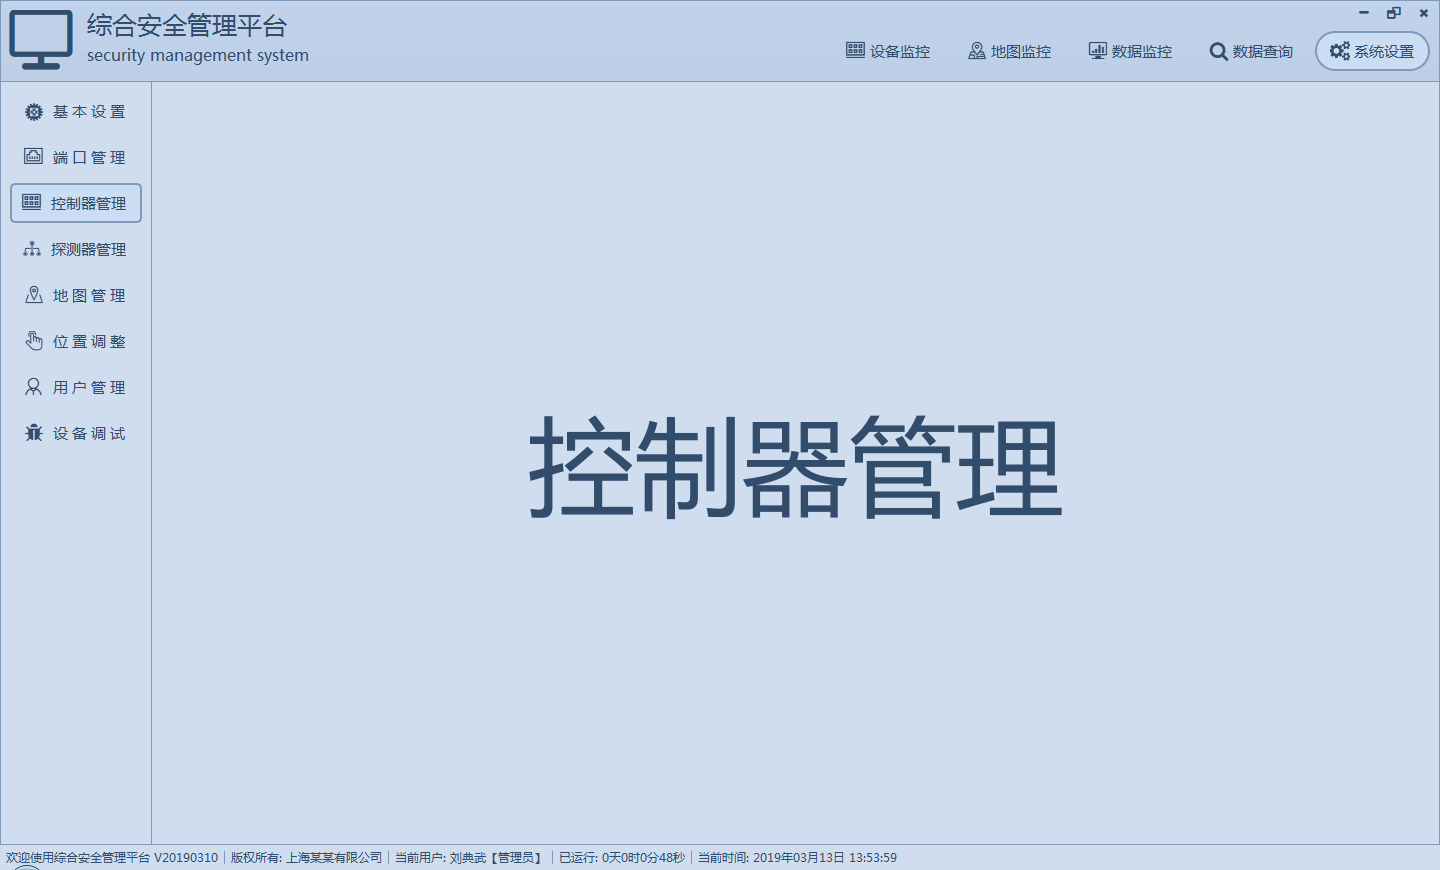 综合安全管理平台
security management system
设备监控 地图监控 数据监控 数据查询 系统设置
基本设置
端口管理
控制器管理
探测器管理
地图管理
位置调整
用户管理
设备调试
控制器管理
欢迎使用综合安全管理平台 V20190310 版权所有: 上海某某有限公司 当前用户: 刘典武【管理员】 已运行: 0天0时0分48秒 当前时间: 2019年03月13日 13:53:59